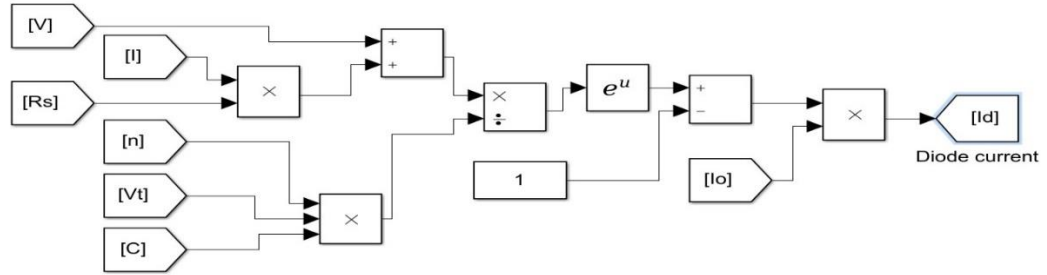 [V]
[I]
[Rs]
[n]
[Vt]
[C]
×
×
+
+
×
÷
e^u
1
+
−
[Io]
×
[Id]
Diode current